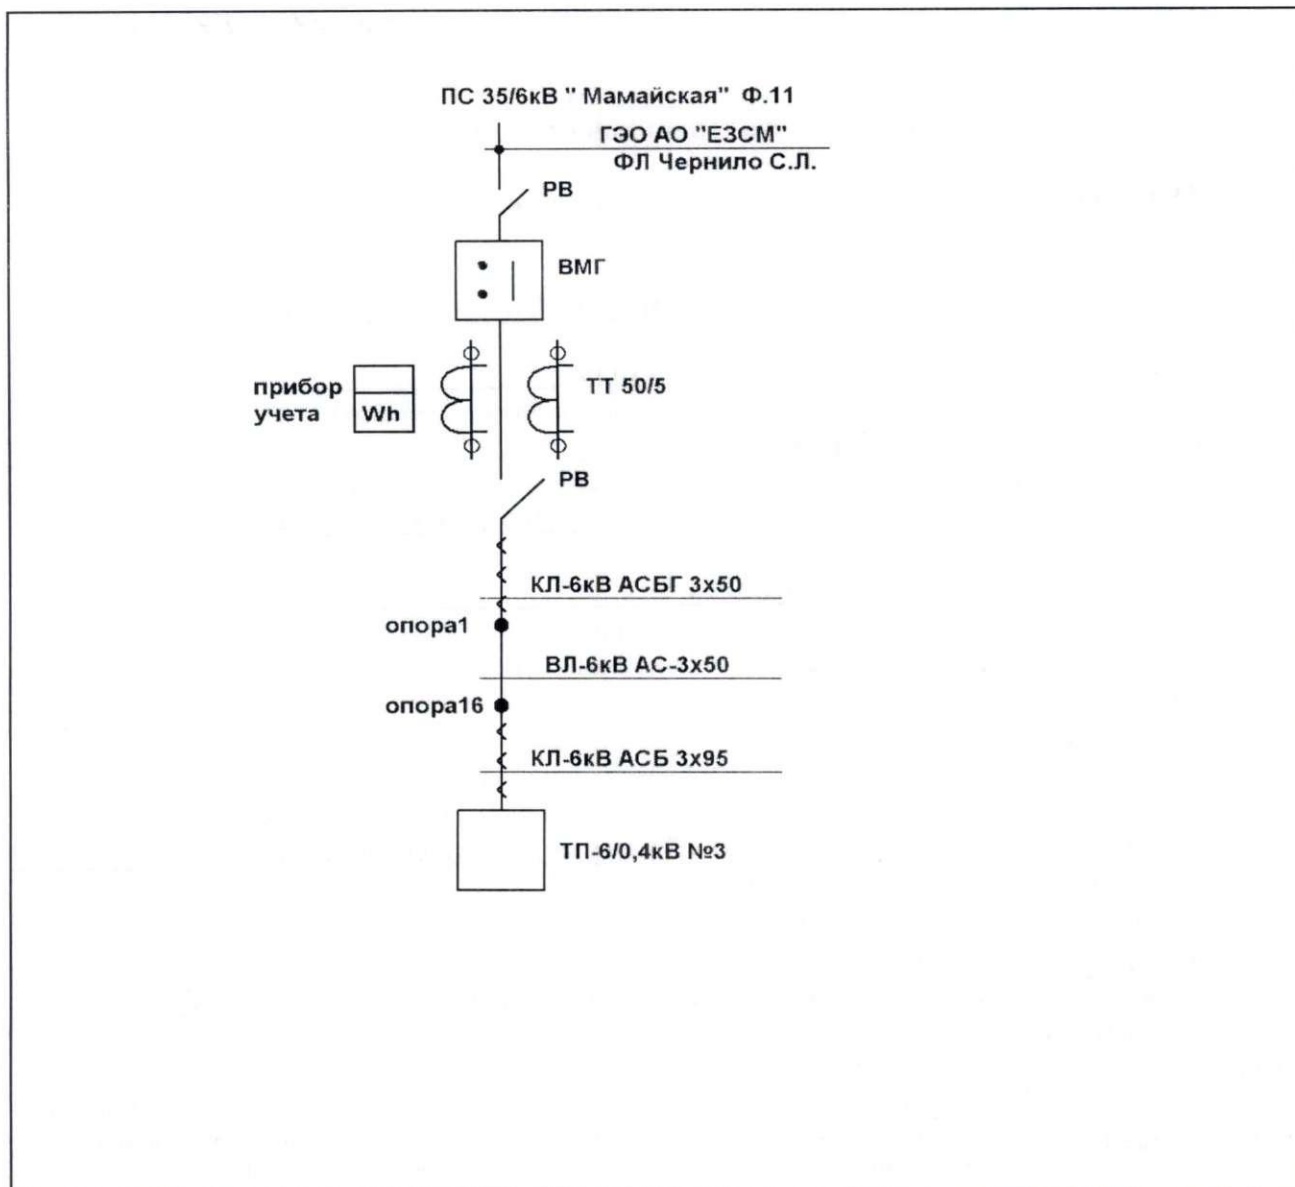 ПС 35/6кВ " Мамайская" Ф.11
ГЭО АО "ЕЗСМ"
ФЛ Чернило С.Л.
РВ
ВМГ
прибор
учета
Wh
ТТ 50/5
РВ
КЛ-6кВ АСБГ 3х50
опора1
ВЛ-6кВ АС-3х50
опора16
КЛ-6кВ АСБ 3х95
ТП-6/0,4кВ №3